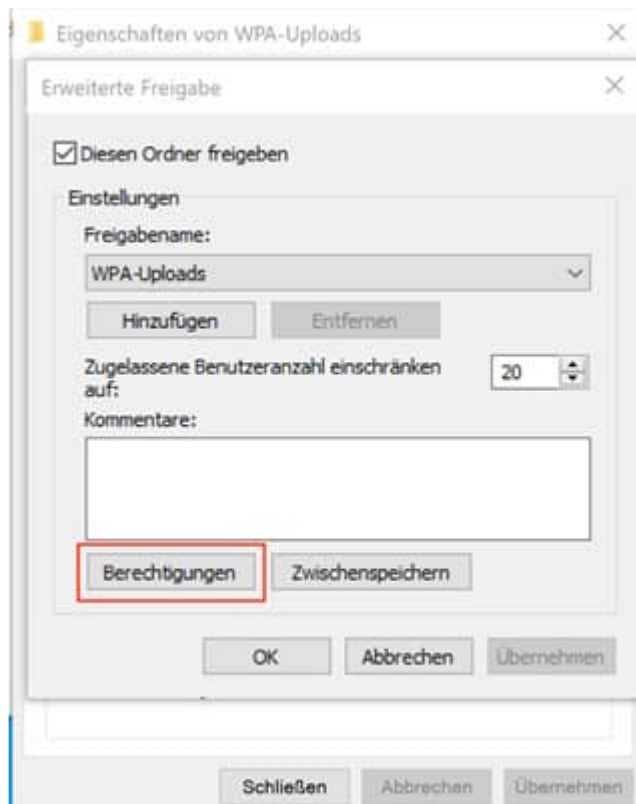 Eigenschaften von WPA-Uploads
Erweiterte Freigabe
Diesen Ordner freigeben
Einstellungen
Freigabename:
WPA-Uploads
Hinzufügen
Entfernen
Zugelassene Benutzeranzahl einschränken
auf:
20
Kommentare:
Berechtigungen
Zwischenspeichern
OK
Abbrechen
Übernehmen
Schließen
Abbrechen
Übernehmen